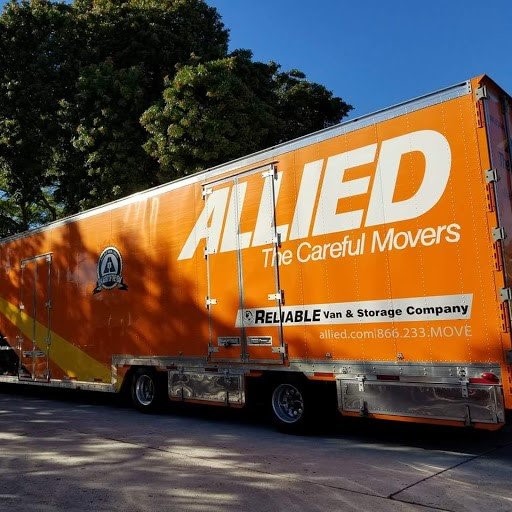 ALLIED
The Careful Movers
A
RELIABLE Van & Storage Company
allied.com|866.233.MOVE